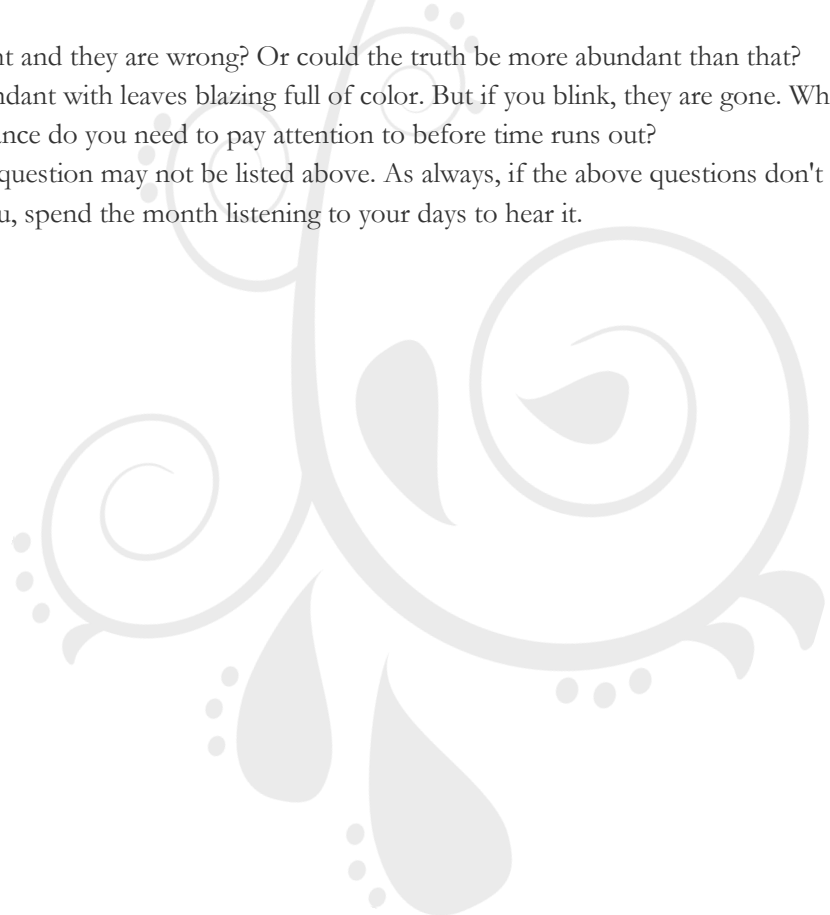 nt and they are wrong? Or could the truth be more abundant than that?
ndant with leaves blazing full of color. But if you blink, they are gone. Wh
ance do you need to pay attention to before time runs out?
question may not be listed above. As always, if the above questions don't
u, spend the month listening to your days to hear it.